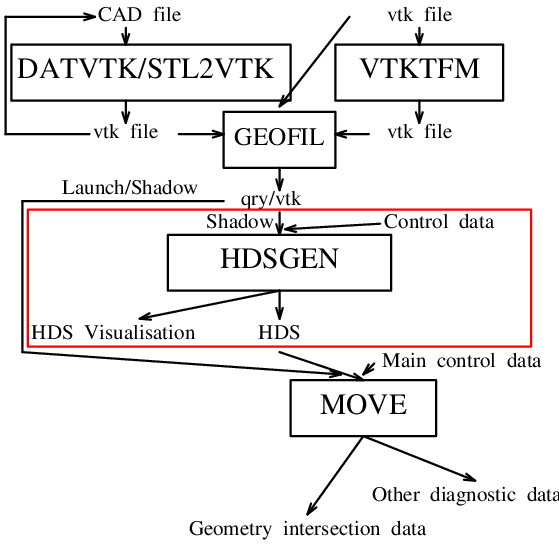 CAD file
vtk file
DATVTK/STL2VTK
VTKTFM
vtk file
GEOFIL
vtk file
Launch/Shadow
qry/vtk
Shadow
Control data
HDSGEN
HDS Visualisation
HDS
Main control data
MOVE
Other diagnostic data
Geometry intersection data